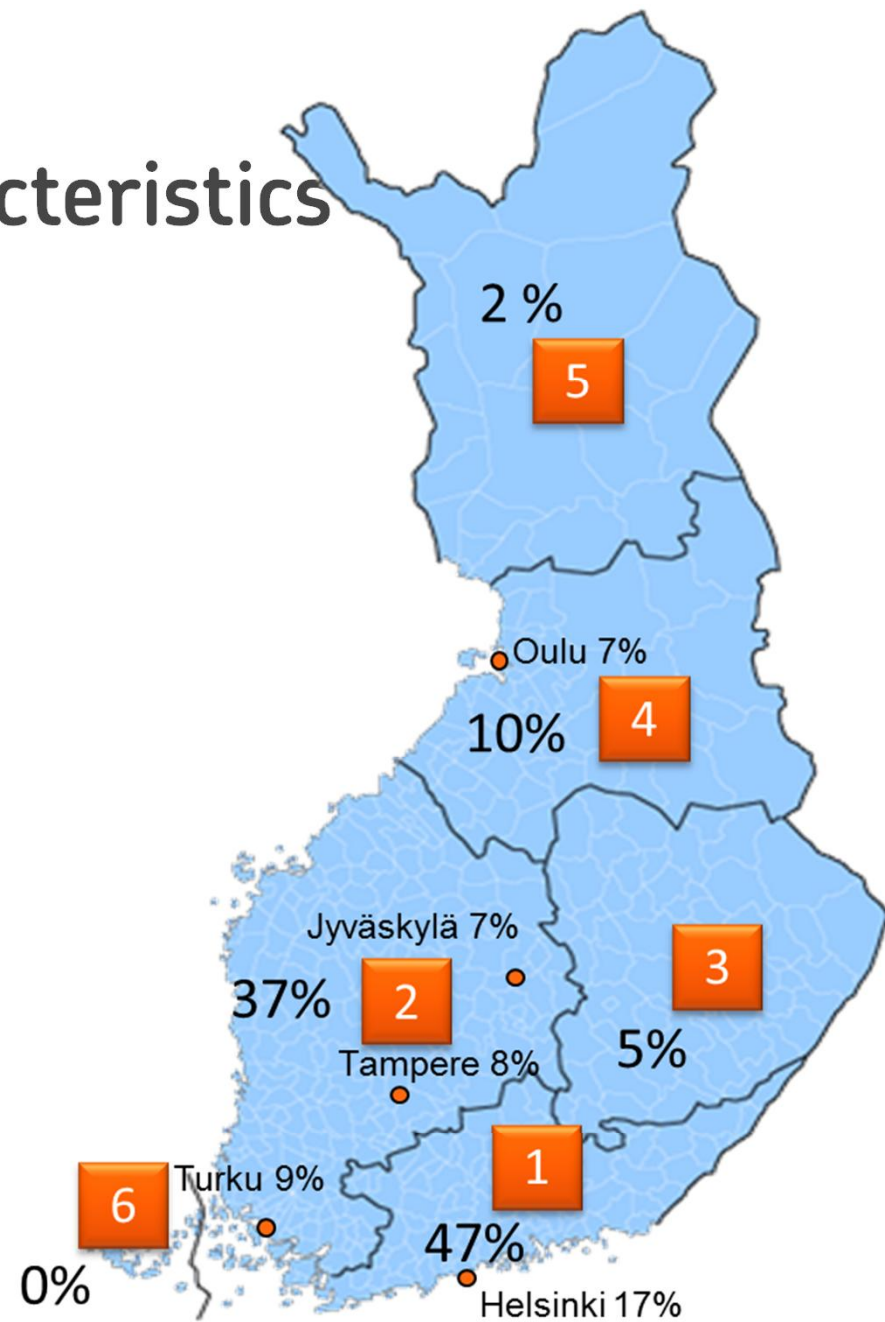 cteristics
2 %
5
Oulu 7%
10%
4
Jyväskylä 7%
3
37%
2
5%
Tampere 8%
1
Turku 9%
6
47%
0%
Helsinki 17%